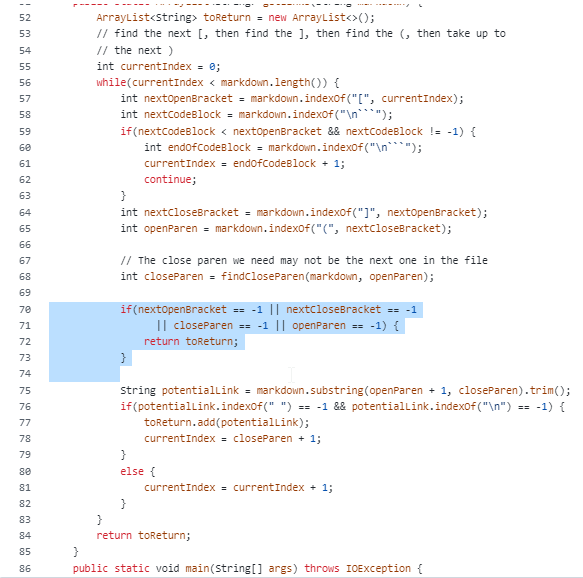 52 ArrayList<String> toReturn = new ArrayList<>();
53 // find the next [, then find the ], then find the (, then take up to
54 // the next )
55 int currentIndex = 0;
56 while(currentIndex < markdown.length()) {
57 int nextOpenBracket = markdown.indexOf("[", currentIndex);
58 int nextCodeBlock = markdown.indexOf("\n```");
59 if(nextCodeBlock < nextOpenBracket && nextCodeBlock != -1) {
60 int endOfCodeBlock = markdown.indexOf("\n```");
61 currentIndex = endOfCodeBlock + 1;
62 continue;
63 }
64 int nextCloseBracket = markdown.indexOf("]", nextOpenBracket);
65 int openParen = markdown.indexOf("(", nextCloseBracket);
66
67 // The close paren we need may not be the next one in the file
68 int closeParen = findCloseParen(markdown, openParen);
69
70 if(nextOpenBracket == -1 || nextCloseBracket == -1
71 || closeParen == -1 || openParen == -1) {
72 return toReturn;
73 }
74
75 String potentialLink = markdown.substring(openParen + 1, closeParen).trim();
76 if(potentialLink.indexOf(" ") == -1 && potentialLink.indexOf("\n") == -1) {
77 toReturn.add(potentialLink);
78 currentIndex = closeParen + 1;
79 }
80 else {
81 currentIndex = currentIndex + 1;
82 }
83 }
84 return toReturn;
85 }
86 public static void main(String[] args) throws IOException {